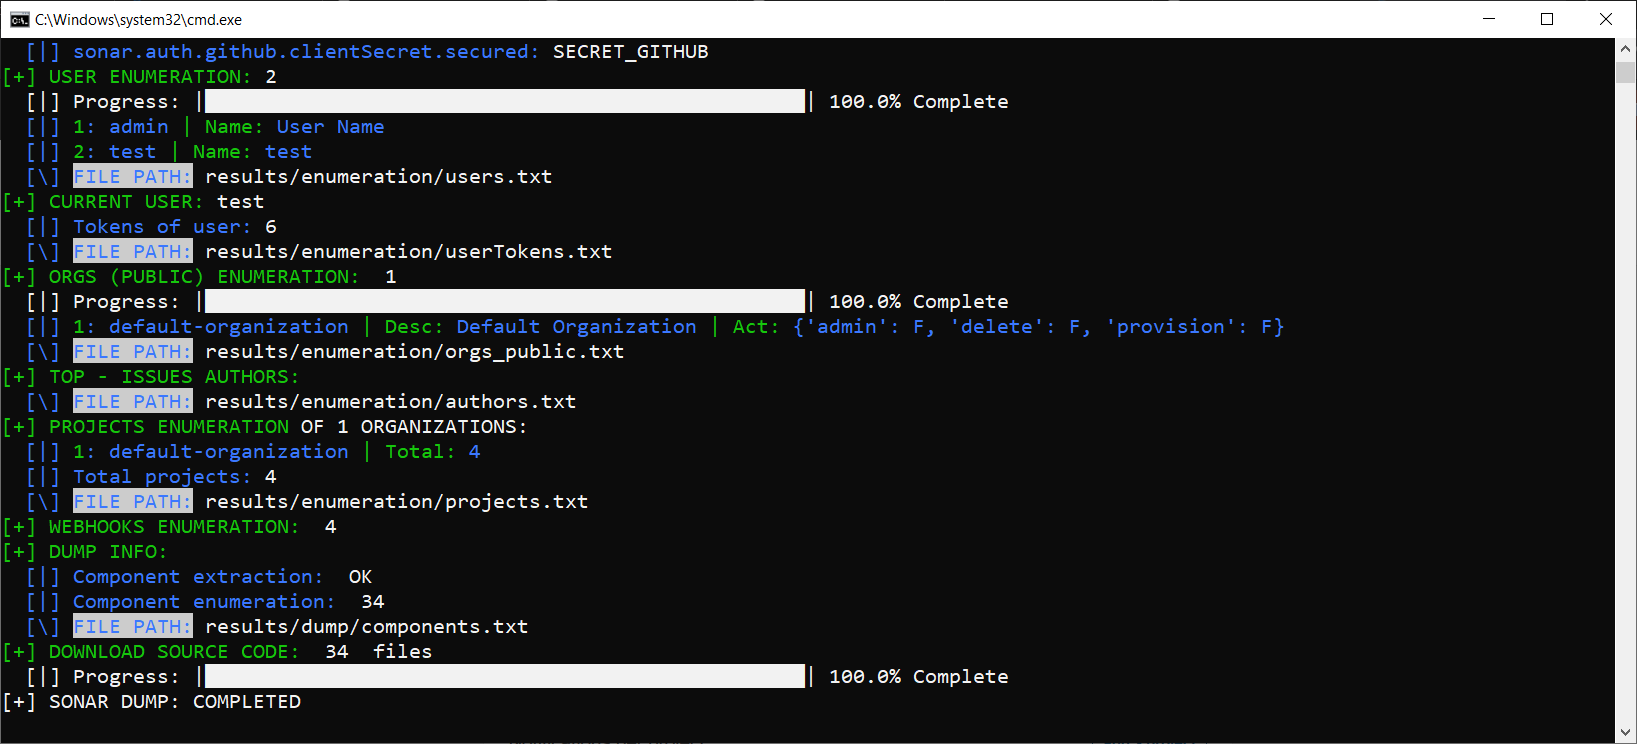 C:\Windows\system32\cmd.exe
[|] sonar.auth.github.clientSecret.secured: SECRET_GITHUB
[+] USER ENUMERATION: 2
[|] Progress: || 100.0% Complete
[|] 1: admin | Name: User Name
[|] 2: test | Name: test
[\] FILE PATH: results/enumeration/users.txt
[+] CURRENT USER: test
[|] Tokens of user: 6
[\] FILE PATH: results/enumeration/userTokens.txt
[+] ORGS (PUBLIC) ENUMERATION:  1
[|] Progress: || 100.0% Complete
[|] 1: default-organization | Desc: Default Organization | Act: {'admin': F, 'delete': F, 'provision': F}
[\] FILE PATH: results/enumeration/orgs_public.txt
[+] TOP - ISSUES AUTHORS:
[\] FILE PATH: results/enumeration/authors.txt
[+] PROJECTS ENUMERATION OF 1 ORGANIZATIONS:
[|] 1: default-organization | Total: 4
[|] Total projects: 4
[\] FILE PATH: results/enumeration/projects.txt
[+] WEBHOOKS ENUMERATION:  4
[+] DUMP INFO:
[|] Component extraction:  OK
[|] Component enumeration:  34
[\] FILE PATH: results/dump/components.txt
[+] DOWNLOAD SOURCE CODE:  34  files
[|] Progress: || 100.0% Complete
[+] SONAR DUMP: COMPLETED